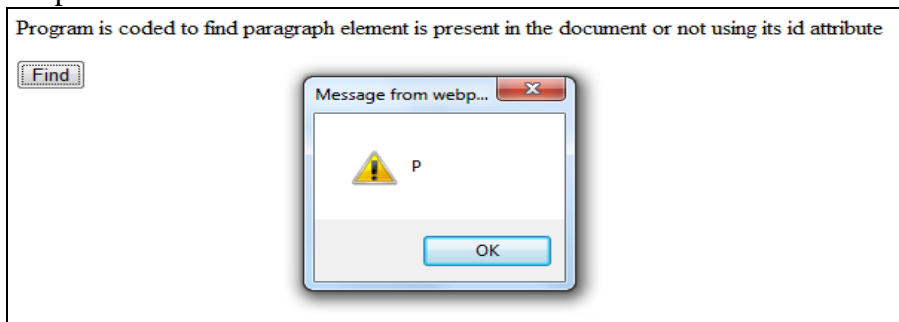 Program is coded to find paragraph element is present in the document or not using its id attribute
Find
Message from webp...
P
OK